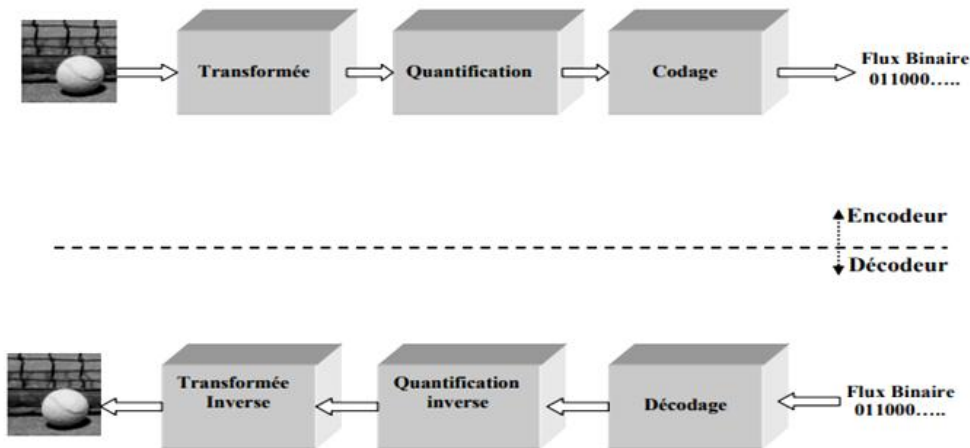 Transformée
Quantification
Codage
Flux Binaire
011000…..
Encodeur
Décodeur
Transformée
Inverse
Quantification
inverse
Décodage
Flux Binaire
011000…..